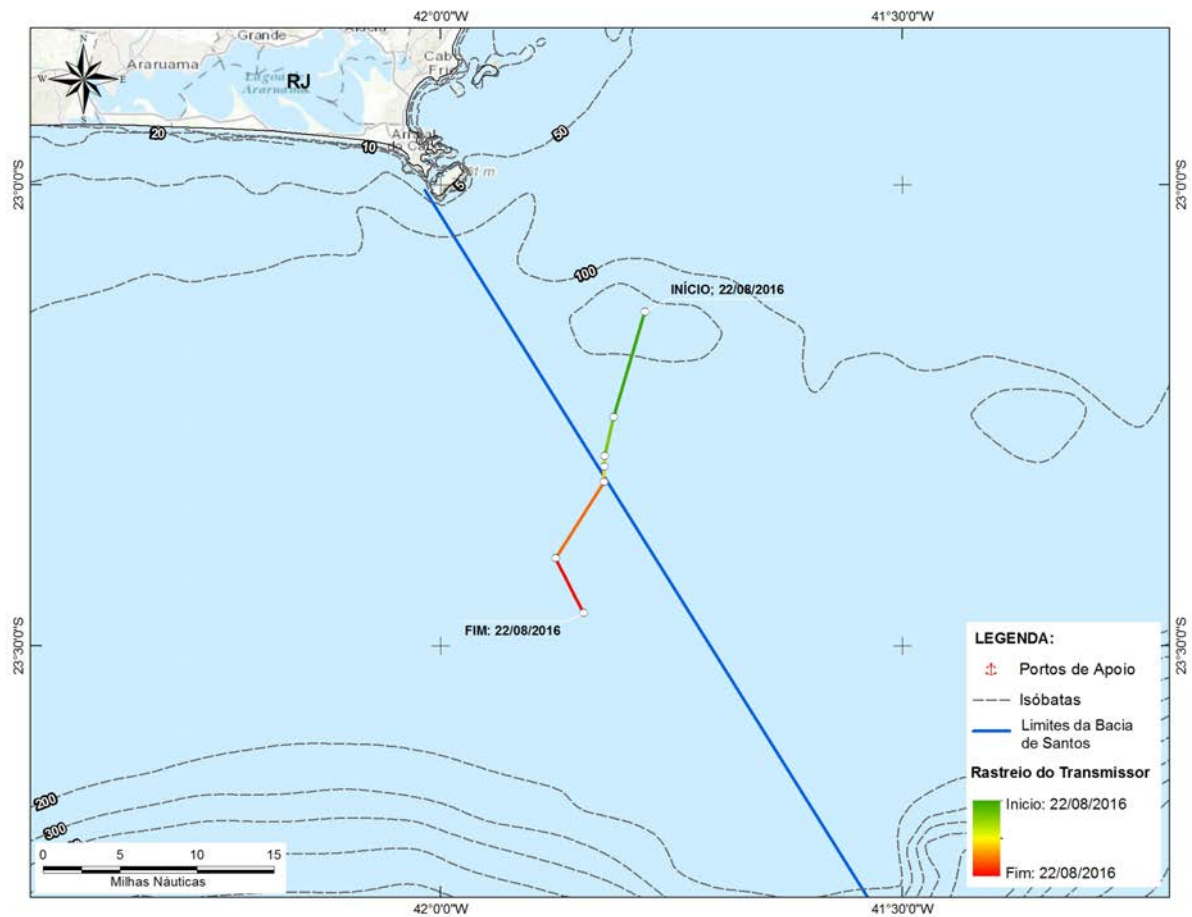 42°0'0"W
41°30'0"W
N
W
E
S
Grande
Araruama
RJ
Lagoa de
Araruama
Cabo
Frio
20
10
50
Arraial
do Cabo
23°0'0"S
23°0'0"S
100
INÍCIO; 22/08/2016
FIM: 22/08/2016
23°30'0"S
23°30'0"S
200
300
0 5 10 15
Milhas Náuticas
LEGENDA:
Portos de Apoio
Isóbatas
Limites da Bacia
de Santos
Rastreio do Transmissor
Inicio: 22/08/2016
Fim: 22/08/2016
42°0'0"W
41°30'0"W